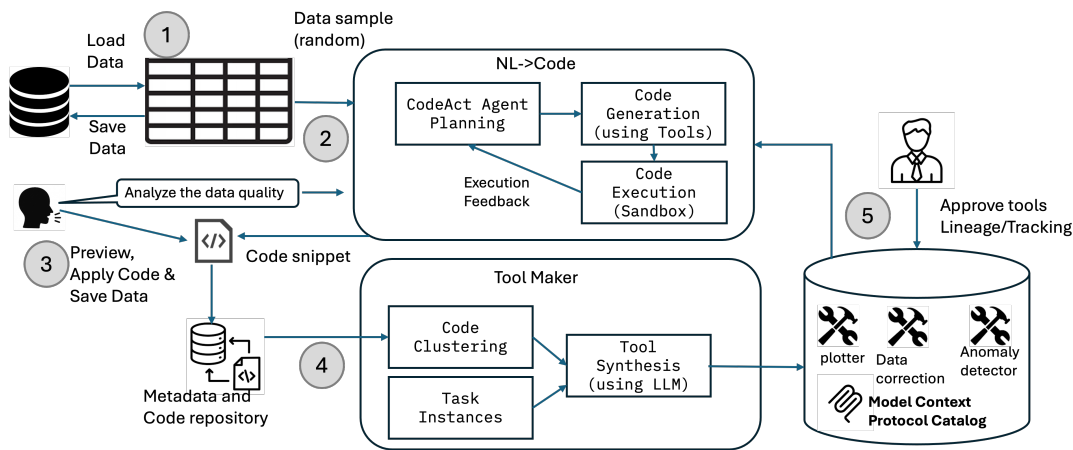 1
Load
Data
Save
Data
Data sample
(random)
2
NL->Code
CodeAct Agent
Planning
Code
Generation
(using Tools)
Code
Execution
(Sandbox)
Execution
Feedback
Analyze the data quality
3
Preview,
Apply Code &
Save Data
</>
Code snippet
</>
Metadata and
Code repository
4
Tool Maker
Code
Clustering
Task
Instances
Tool
Synthesis
(using LLM)
5
Approve tools
Lineage/Tracking
plotter
Data
correction
Anomaly
detector
Model Context
Protocol Catalog